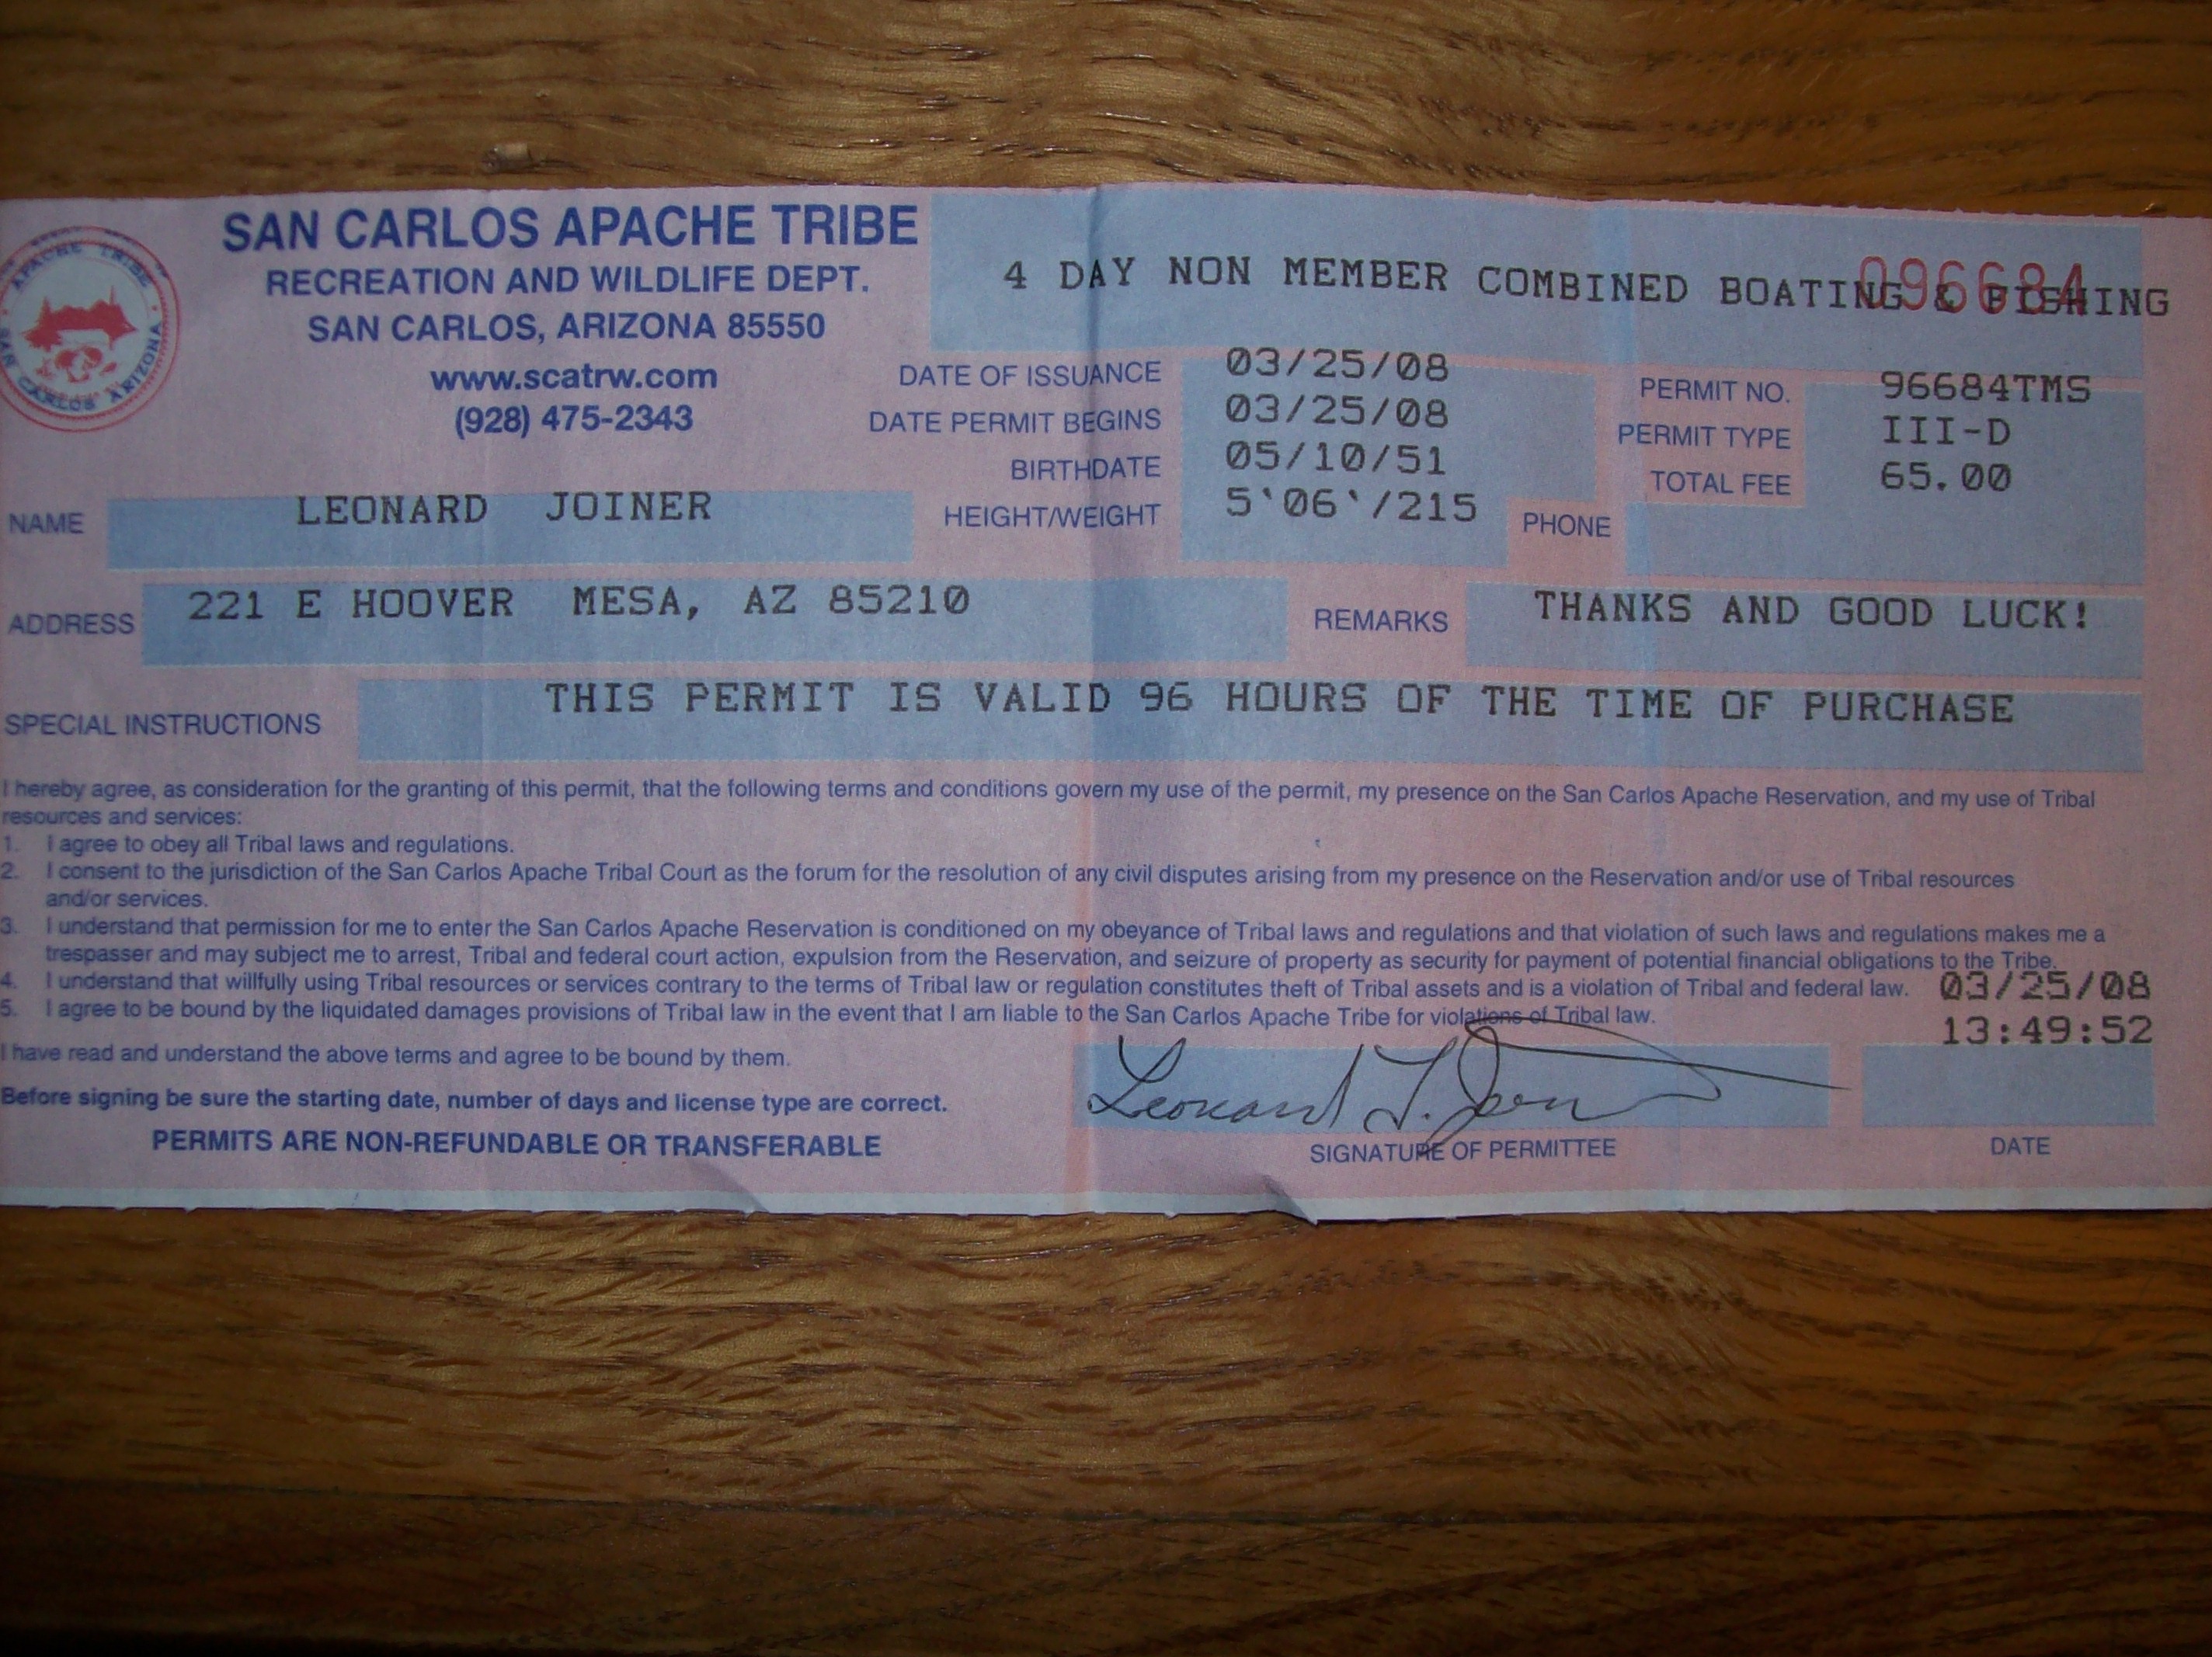 SAN CARLOS APACHE TRIBE
RECREATION AND WILDLIFE DEPT.
SAN CARLOS, ARIZONA 85550
www.scatrw.com
(928) 475-2343
APACHE TRIBE
SAN CARLOS ARIZONA
4 DAY NON MEMBER COMBINED BOATING & FISHING
096684
DATE OF ISSUANCE 03/25/08
PERMIT NO. 96684TMS
DATE PERMIT BEGINS 03/25/08
PERMIT TYPE III-D
BIRTHDATE 05/10/51
TOTAL FEE 65.00
NAME LEONARD JOINER
HEIGHT/WEIGHT 5'06'/215
PHONE
ADDRESS 221 E HOOVER MESA, AZ 85210
REMARKS THANKS AND GOOD LUCK!
SPECIAL INSTRUCTIONS THIS PERMIT IS VALID 96 HOURS OF THE TIME OF PURCHASE
I hereby agree, as consideration for the granting of this permit, that the following terms and conditions govern my use of the permit, my presence on the San Carlos Apache Reservation, and my use of Tribal
resources and services:
1. I agree to obey all Tribal laws and regulations.
2. I consent to the jurisdiction of the San Carlos Apache Tribal Court as the forum for the resolution of any civil disputes arising from my presence on the Reservation and/or use of Tribal resources
and/or services.
3. I understand that permission for me to enter the San Carlos Apache Reservation is conditioned on my obeyance of Tribal laws and regulations and that violation of such laws and regulations makes me a
trespasser and may subject me to arrest, Tribal and federal court action, expulsion from the Reservation, and seizure of property as security for payment of potential financial obligations to the Tribe.
4. I understand that willfully using Tribal resources or services contrary to the terms of Tribal law or regulation constitutes theft of Tribal assets and is a violation of Tribal and federal law.
03/25/08
5. I agree to be bound by the liquidated damages provisions of Tribal law in the event that I am liable to the San Carlos Apache Tribe for violations of Tribal law.
13:49:52
I have read and understand the above terms and agree to be bound by them.
Leonard T. Joiner
Before signing be sure the starting date, number of days and license type are correct.
PERMITS ARE NON-REFUNDABLE OR TRANSFERABLE
SIGNATURE OF PERMITTEE
DATE